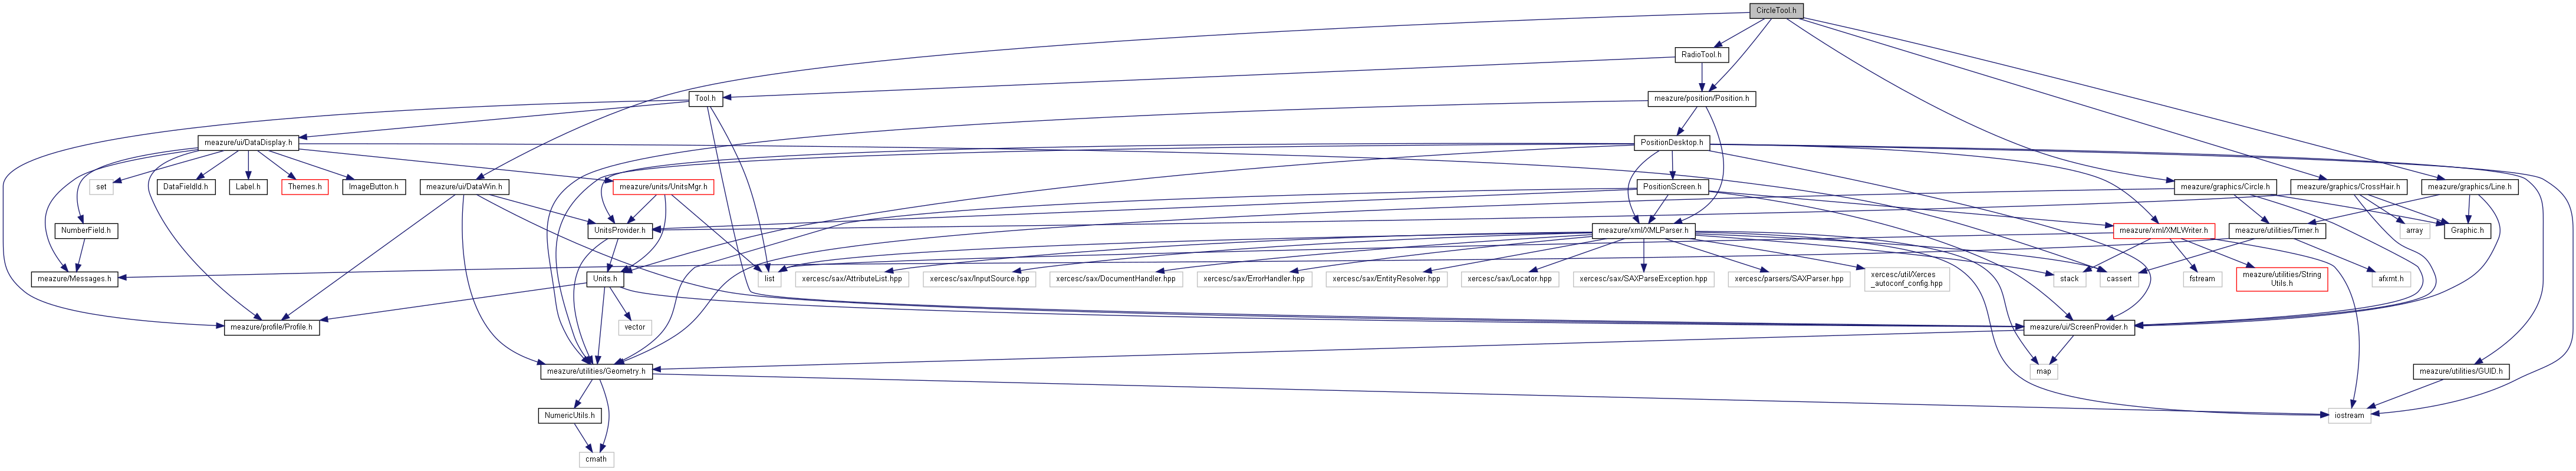 CircleTool.h
RadioTool.h
Tool.h
meazure/position/Position.h
meazure/ui/DataDisplay.h
PositionDesktop.h
set
DataFieldId.h
Label.h
Themes.h
ImageButton.h
meazure/ui/DataWin.h
meazure/units/UnitsMgr.h
PositionScreen.h
meazure/graphics/Circle.h
meazure/graphics/CrossHair.h
meazure/graphics/Line.h
NumberField.h
UnitsProvider.h
meazure/xml/XMLParser.h
meazure/xml/XMLWriter.h
meazure/utilities/Timer.h
array
Graphic.h
meazure/Messages.h
Units.h
list
xercesc/sax/AttributeList.hpp
xercesc/sax/InputSource.hpp
xercesc/sax/DocumentHandler.hpp
xercesc/sax/ErrorHandler.hpp
xercesc/sax/EntityResolver.hpp
xercesc/sax/Locator.hpp
xercesc/sax/SAXParseException.hpp
xercesc/parsers/SAXParser.hpp
xercesc/util/Xerces
_autoconf_config.hpp
stack
cassert
fstream
meazure/utilities/String
Utils.h
afxmt.h
meazure/profile/Profile.h
vector
meazure/ui/ScreenProvider.h
meazure/utilities/Geometry.h
map
meazure/utilities/GUID.h
NumericUtils.h
iostream
cmath